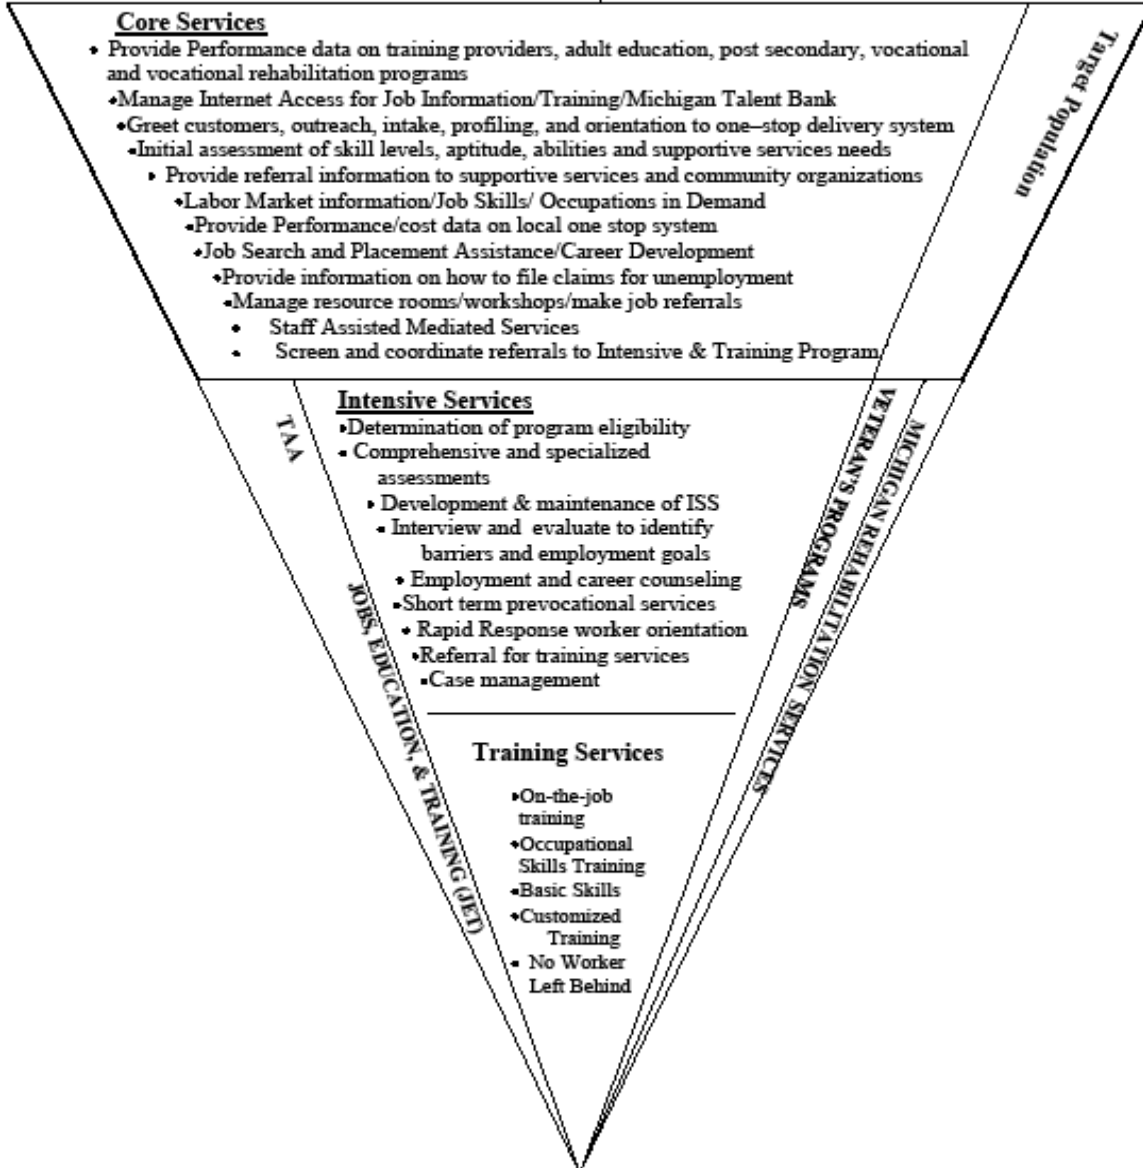 Core Services
• Provide Performance data on training providers, adult education, post secondary, vocational
and vocational rehabilitation programs
•Manage Internet Access for Job Information/Training/Michigan Talent Bank
•Greet customers, outreach, intake, profiling, and orientation to one–stop delivery system
•Initial assessment of skill levels, aptitude, abilities and supportive services needs
• Provide referral information to supportive services and community organizations
•Labor Market information/Job Skills/ Occupations in Demand
•Provide Performance/cost data on local one stop system
•Job Search and Placement Assistance/Career Development
•Provide information on how to file claims for unemployment
•Manage resource rooms/workshops/make job referrals
• Staff Assisted Mediated Services
• Screen and coordinate referrals to Intensive & Training Program
Target Population
TAA
JOBS, EDUCATION, & TRAINING (JET)
Intensive Services
•Determination of program eligibility
• Comprehensive and specialized
assessments
• Development & maintenance of ISS
• Interview and evaluate to identify
barriers and employment goals
• Employment and career counseling
•Short term prevocational services
• Rapid Response worker orientation
•Referral for training services
•Case management
VETERAN'S PROGRAMS
MICHIGAN REHABILITATION SERVICES
Training Services
•On-the-job
training
•Occupational
Skills Training
•Basic Skills
•Customized
Training
• No Worker
Left Behind